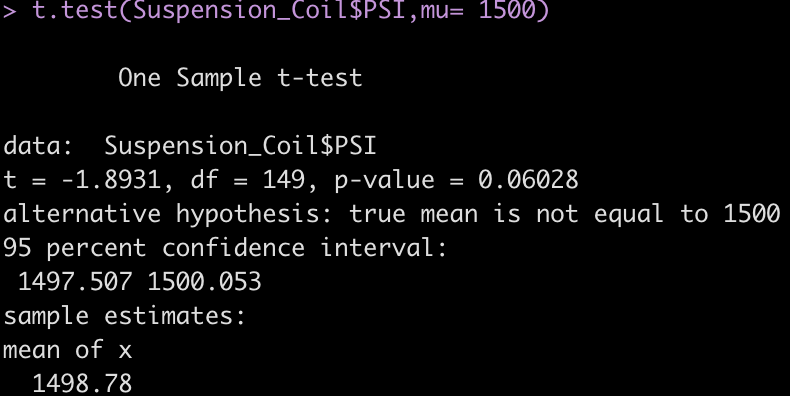 > t.test(Suspension_Coil$PSI,mu= 1500)
One Sample t-test
data:  Suspension_Coil$PSI
t = -1.8931, df = 149, p-value = 0.06028
alternative hypothesis: true mean is not equal to 1500
95 percent confidence interval:
1497.507 1500.053
sample estimates:
mean of x
1498.78